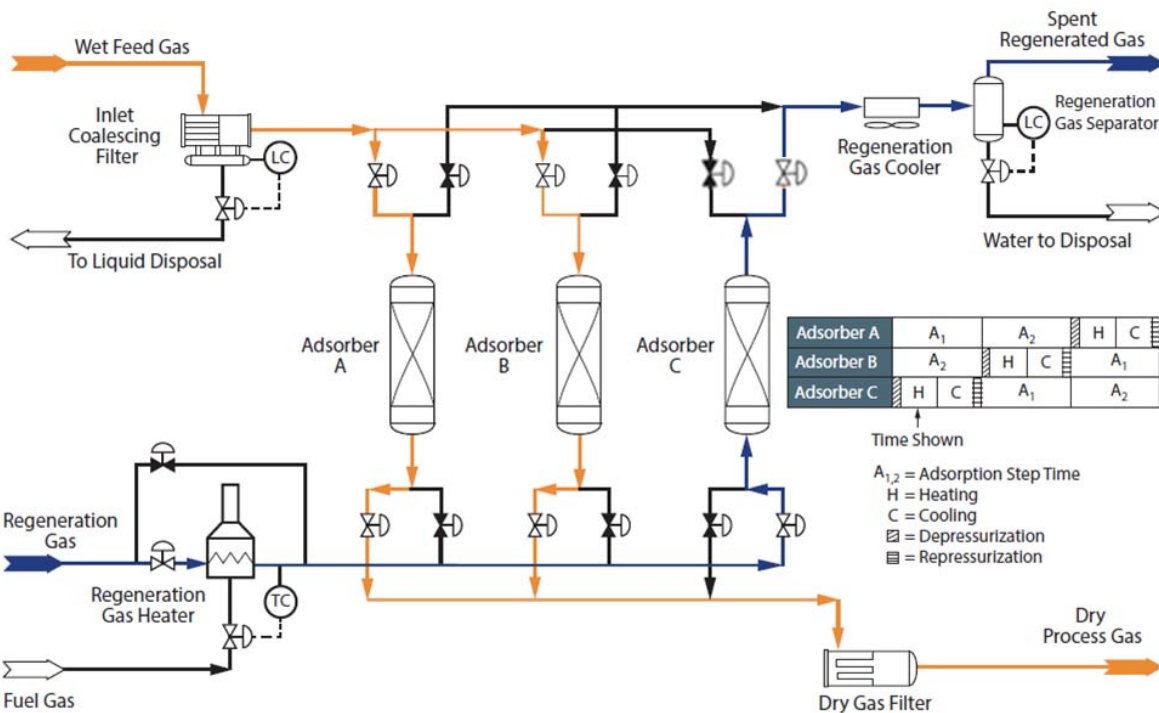 Wet Feed Gas
Spent
Regenerated Gas
Inlet
Coalescing
Filter
LC
Regeneration
Gas Cooler
LC
Regeneration
Gas Separator
To Liquid Disposal
Water to Disposal
Adsorber
A
Adsorber
B
Adsorber
C
Adsorber A A1 A2 H C
Adsorber B A2 H C A1
Adsorber C H C A1 A2
Time Shown
A1,2 = Adsorption Step Time
H = Heating
C = Cooling
= Depressurization
= Repressurization
Regeneration
Gas
Regeneration
Gas Heater
TC
Fuel Gas
Dry
Process Gas
Dry Gas Filter